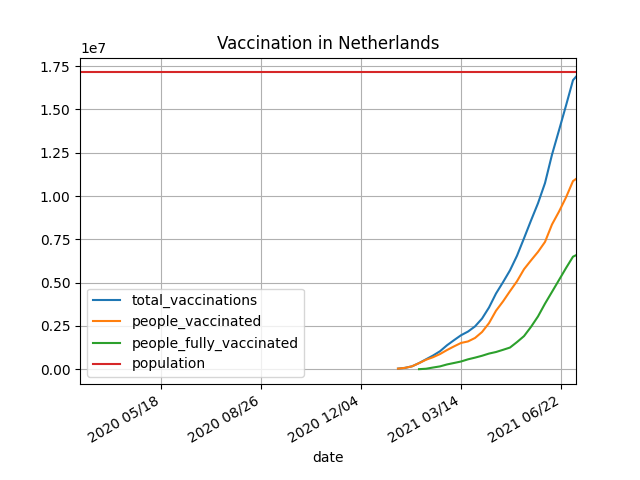 Vaccination in Netherlands
1e7
1.75
1.50
1.25
1.00
0.75
0.50
0.25
0.00
total_vaccinations
people_vaccinated
people_fully_vaccinated
population
2020 05/18
2020 08/26
2020 12/04
2021 03/14
2021 06/22
date